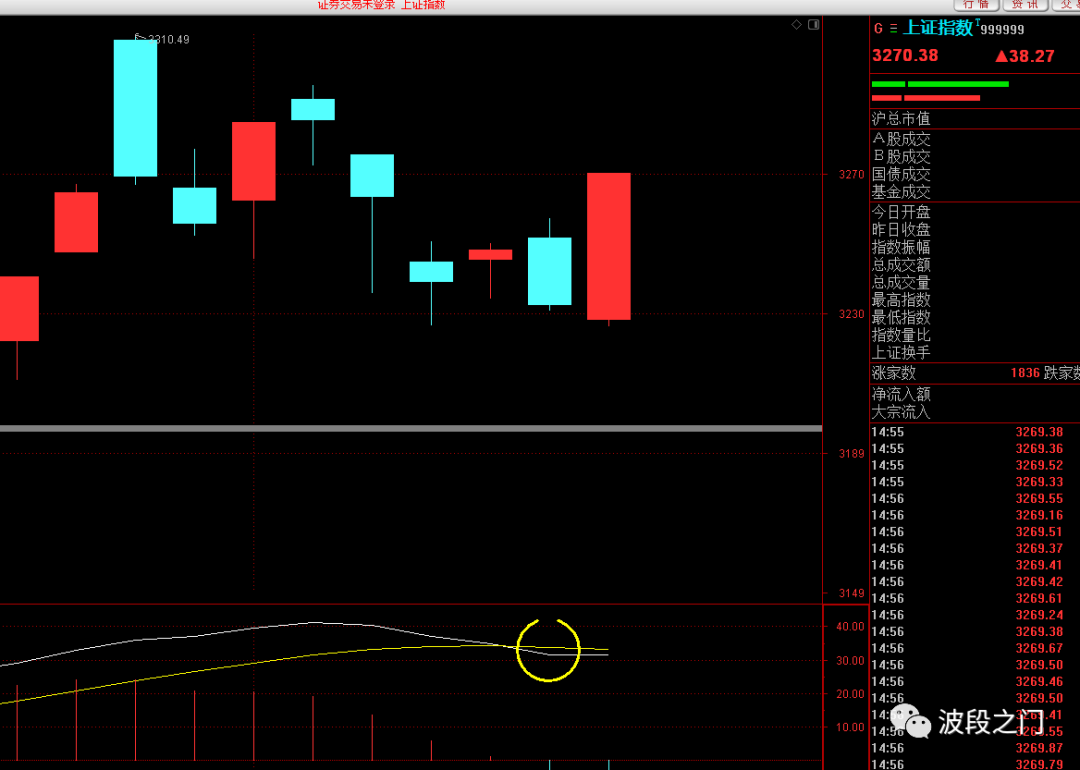 证券交易未登录 上证指数
行情 资讯 交易
3310.49
G 上证指数 999999
3270.38 ▲38.27
沪总市值
A股成交
B股成交
国债成交
基金成交
今日开盘
昨日收盘
指数振幅
总成交额
总成交量
最高指数
最低指数
指数量比
上证换手
涨家数 1836 跌家数
净流入额
大宗流入
3270
3230
3189
3149
40.00
30.00
20.00
10.00
14:55 3269.38
14:55 3269.36
14:55 3269.52
14:55 3269.33
14:56 3269.55
14:56 3269.16
14:56 3269.51
14:56 3269.37
14:56 3269.41
14:56 3269.42
14:56 3269.61
14:56 3269.24
14:56 3269.38
14:56 3269.67
14:56 3269.50
14:56 3269.46
14:56 3269.50
3269.41
14:56 3269.55
14:56 3269.87
14:56 3269.79
波段之门